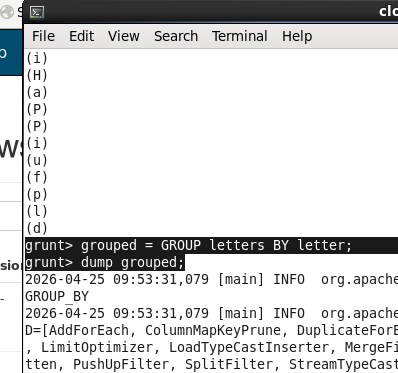 clo
File Edit View Search Terminal Help
(i)
(H)
(a)
(P)
(P)
(i)
(u)
(f)
(p)
(l)
(d)
grunt> grouped = GROUP letters BY letter;
grunt> dump grouped;
2026-04-25 09:53:31,079 [main] INFO  org.apache
GROUP_BY
2026-04-25 09:53:31,079 [main] INFO  org.apache
D=[AddForEach, ColumnMapKeyPrune, DuplicateForE
, LimitOptimizer, LoadTypeCastInserter, MergeFi
tten, PushUpFilter, SplitFilter, StreamTypeCast